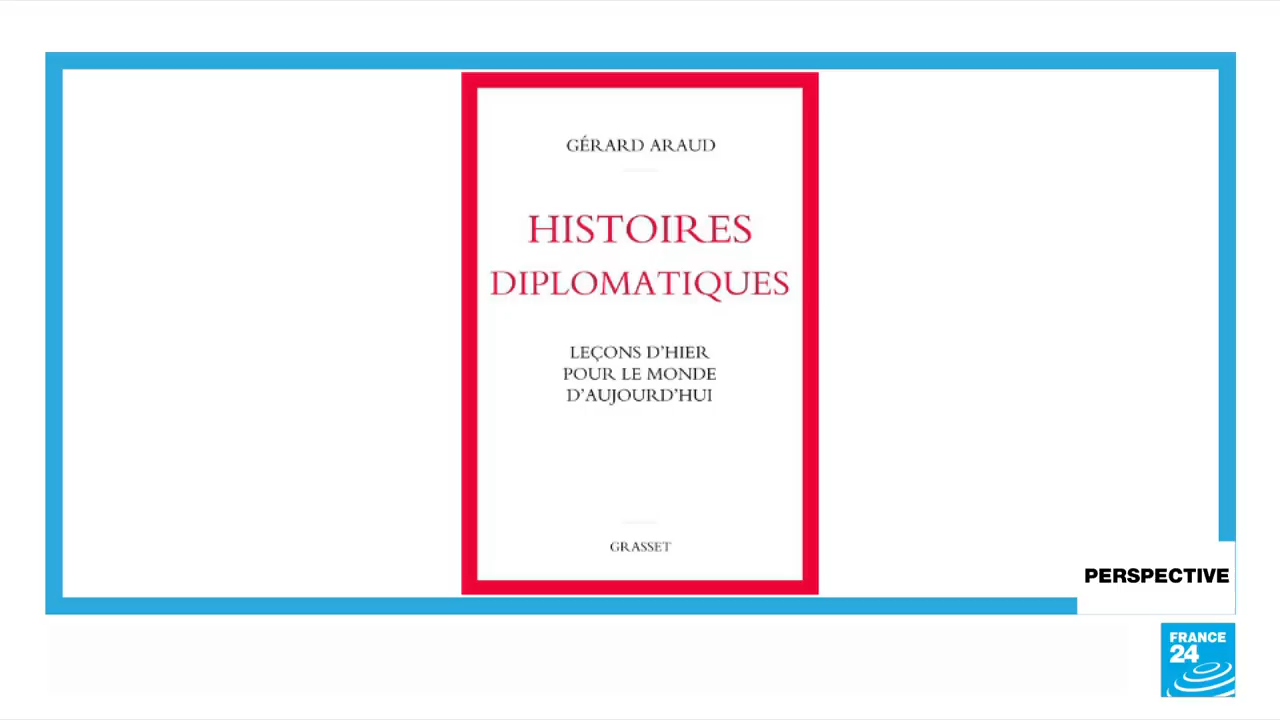 GÉRARD ARAUD
HISTOIRES
DIPLOMATIQUES
LEÇONS D'HIER
POUR LE MONDE
D'AUJOURD'HUI
GRASSET
PERSPECTIVE
FRANCE
24